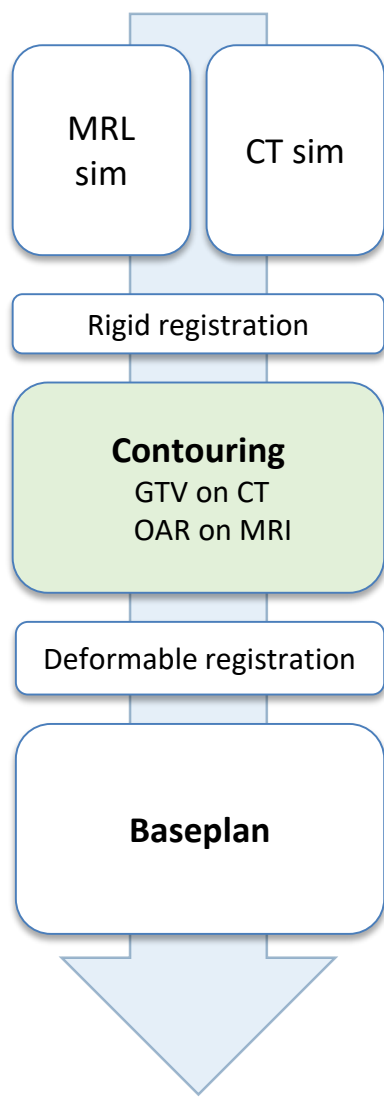 MRL
sim
CT sim
Rigid registration
Contouring
GTV on CT
OAR on MRI
Deformable registration
Baseplan